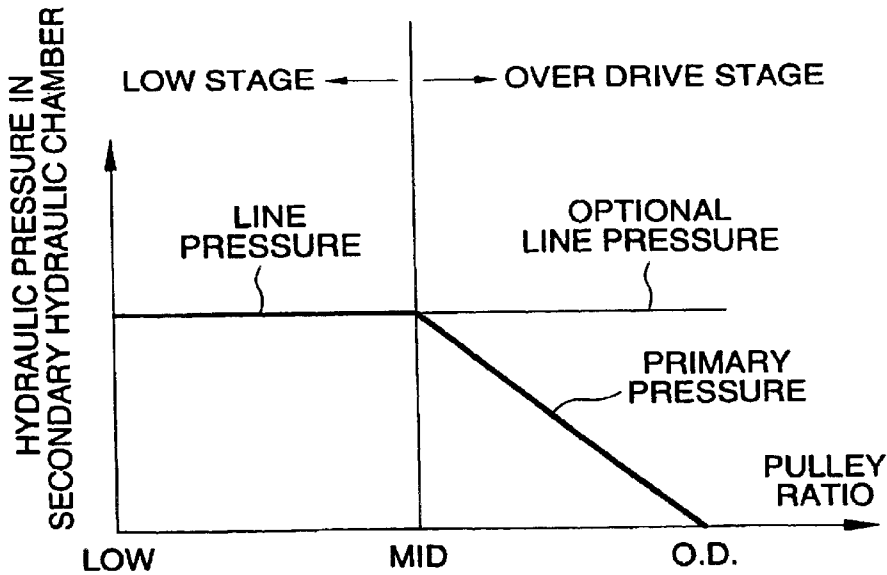 HYDRAULIC PRESSURE IN
SECONDARY HYDRAULIC CHAMBER
LOW STAGE
OVER DRIVE STAGE
LINE
PRESSURE
OPTIONAL
LINE PRESSURE
PRIMARY
PRESSURE
PULLEY
RATIO
LOW
MID
O.D.